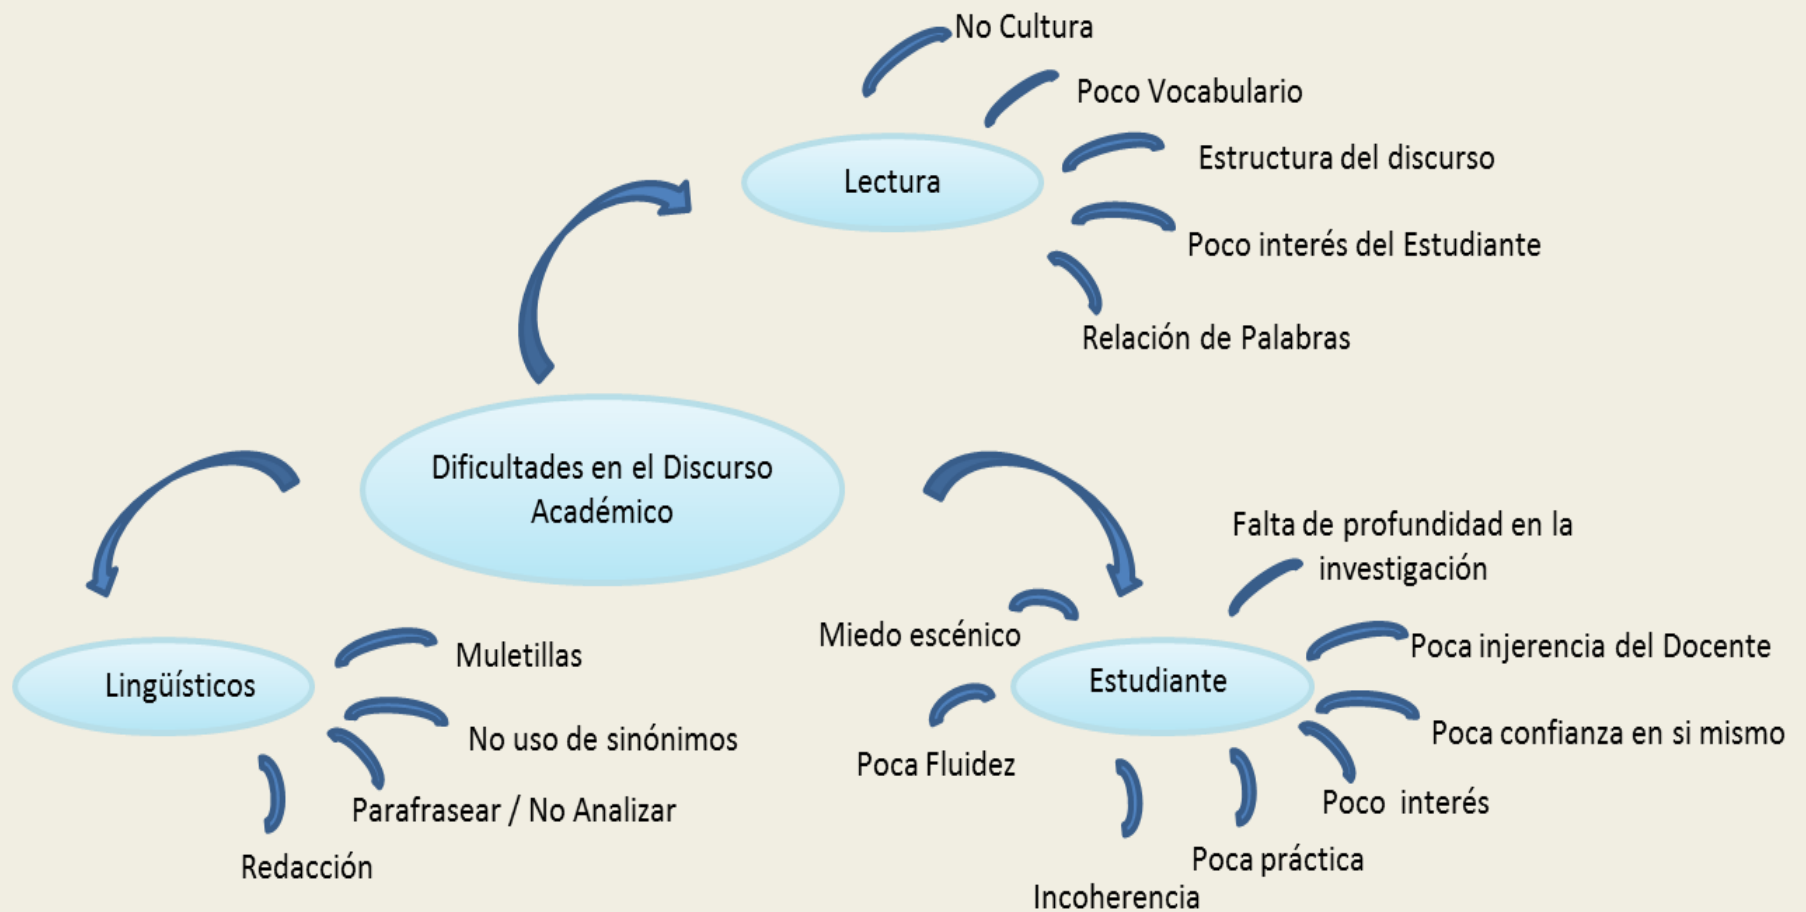 No Cultura
Poco Vocabulario
Estructura del discurso
Lectura
Poco interés del Estudiante
Relación de Palabras
Dificultades en el Discurso
Académico
Lingüísticos
Muletillas
No uso de sinónimos
Parafrasear / No Analizar
Redacción
Falta de profundidad en la
investigación
Miedo escénico
Poca injerencia del Docente
Estudiante
Poca confianza en si mismo
Poca Fluidez
Poco interés
Poca práctica
Incoherencia